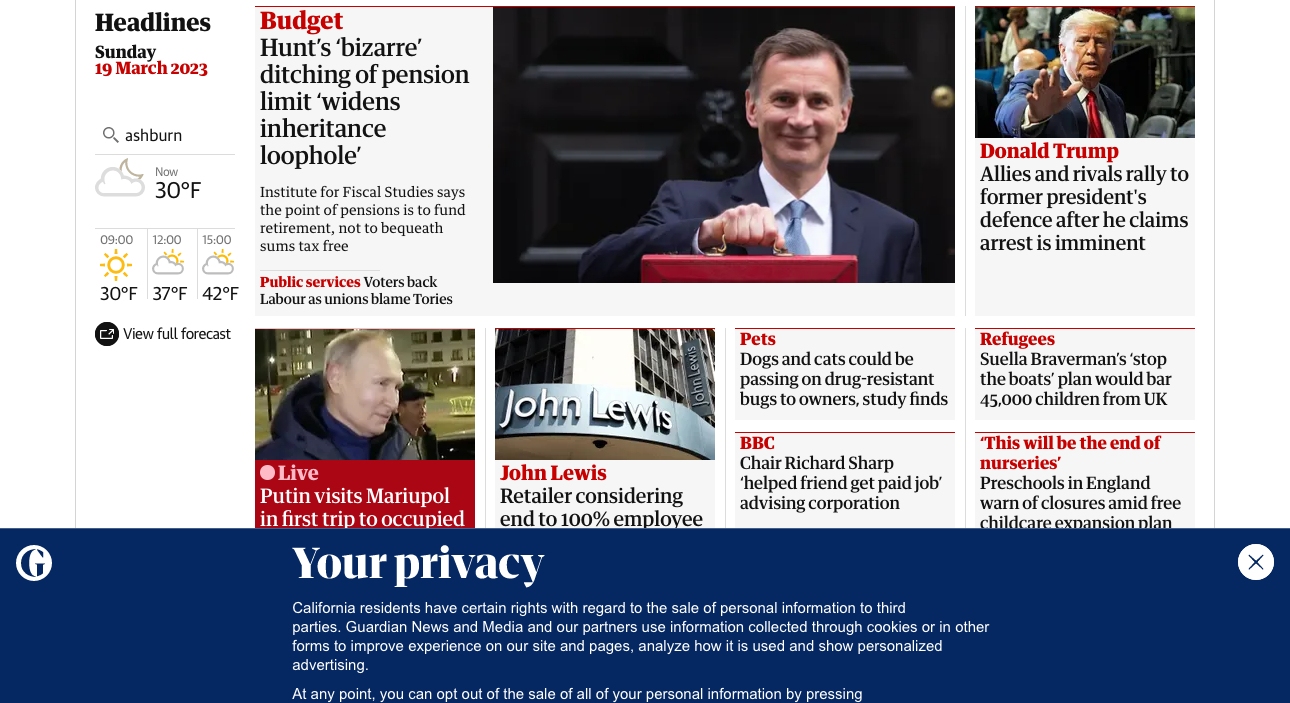 Headlines
Sunday
19 March 2023
ashburn
Now
30°F
09:00
12:00
15:00
30°F
37°F
42°F
View full forecast
Budget
Hunt’s ‘bizarre’
ditching of pension
limit ‘widens
inheritance
loophole’
Institute for Fiscal Studies says
the point of pensions is to fund
retirement, not to bequeath
sums tax free
Public services Voters back
Labour as unions blame Tories
Donald Trump
Allies and rivals rally to
former president's
defence after he claims
arrest is imminent
Live
Putin visits Mariupol
in first trip to occupied
John Lewis
John Lewis
John Lewis
Retailer considering
end to 100% employee
Pets
Dogs and cats could be
passing on drug-resistant
bugs to owners, study finds
BBC
Chair Richard Sharp
‘helped friend get paid job’
advising corporation
Refugees
Suella Braverman’s ‘stop
the boats’ plan would bar
45,000 children from UK
‘This will be the end of
nurseries’
Preschools in England
warn of closures amid free
childcare expansion plan
G
Your privacy
California residents have certain rights with regard to the sale of personal information to third
parties. Guardian News and Media and our partners use information collected through cookies or in other
forms to improve experience on our site and pages, analyze how it is used and show personalized
advertising.
At any point, you can opt out of the sale of all of your personal information by pressing